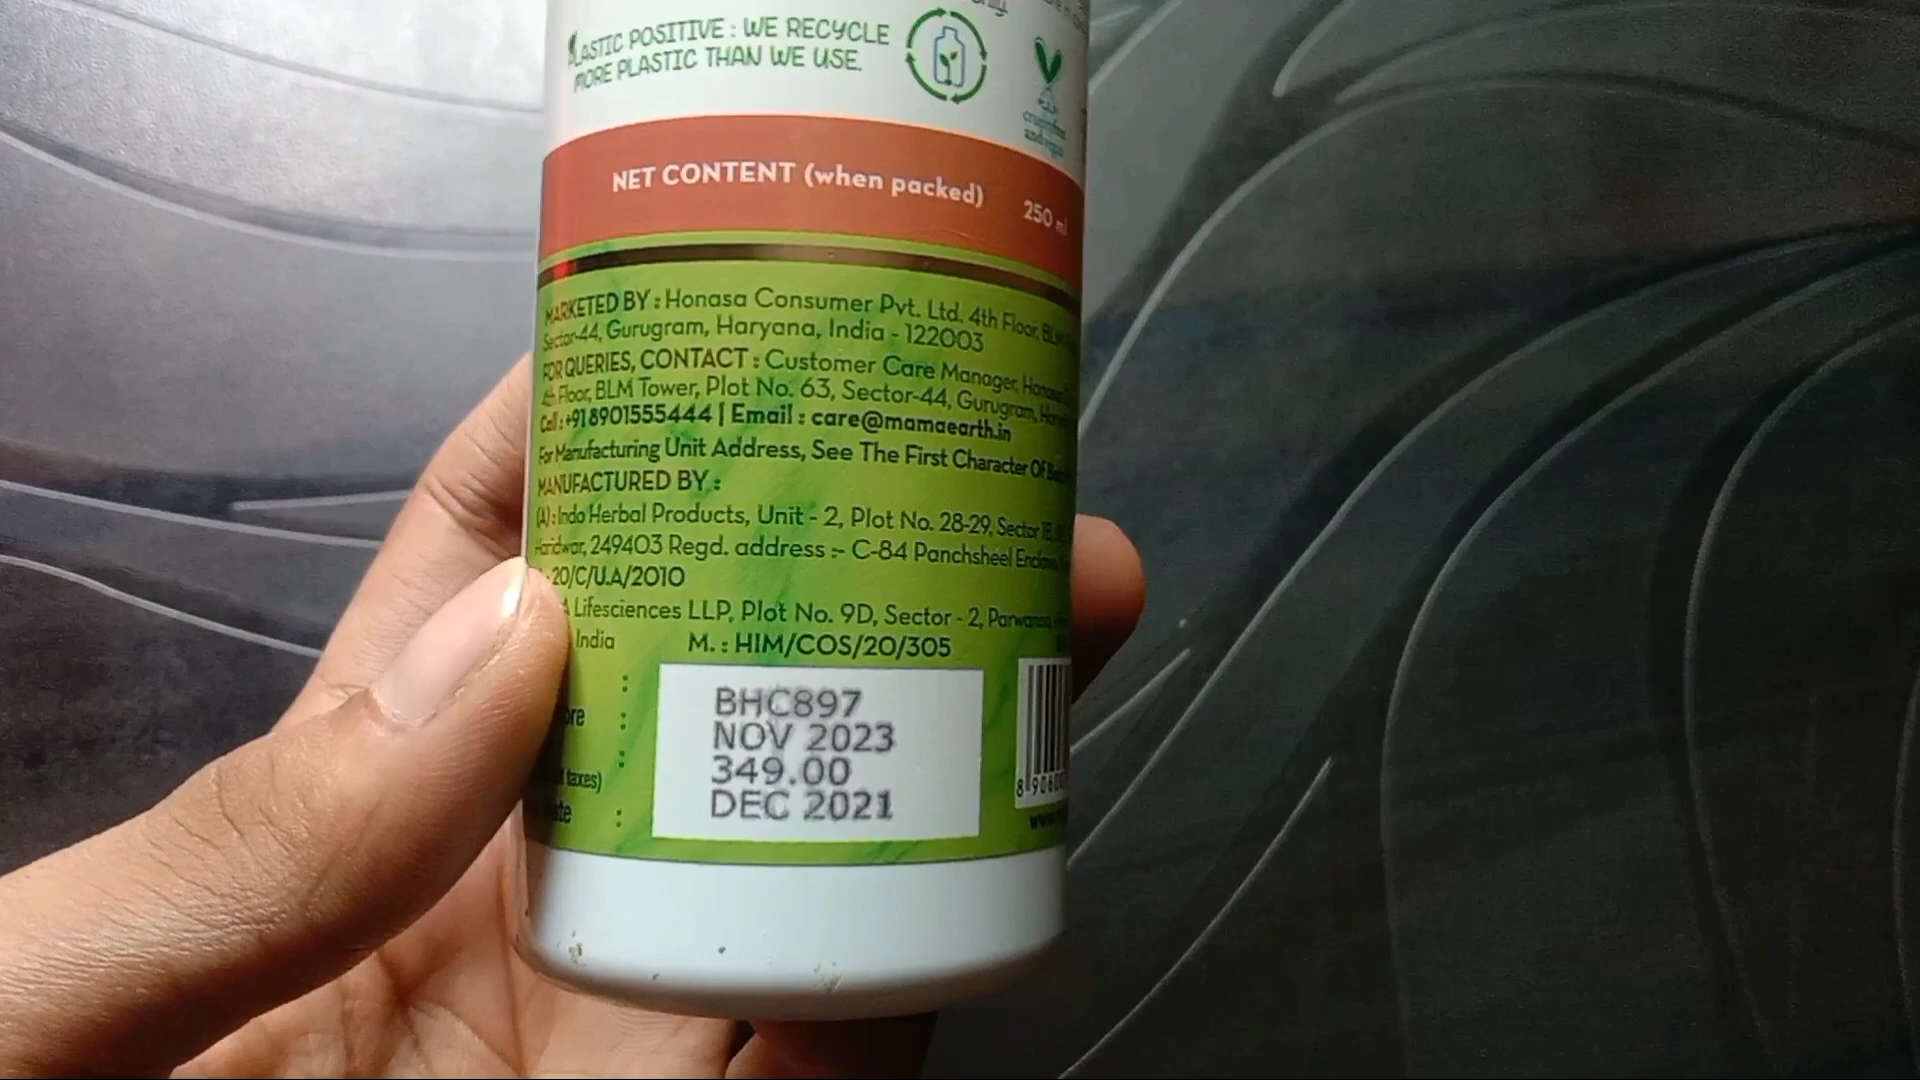 PLASTIC POSITIVE : WE RECYCLE
MORE PLASTIC THAN WE USE.
NET CONTENT (when packed) 250 ml
MARKETED BY : Honasa Consumer Pvt. Ltd. 4th Floor, BLM
Sector-44, Gurugram, Haryana, India - 122003
FOR QUERIES, CONTACT : Customer Care Manager, Honasa
4th Floor, BLM Tower, Plot No. 63, Sector-44, Gurugram,
Call : +918901555444 | Email : care@mamaearth.in
For Manufacturing Unit Address, See The First Character Of
MANUFACTURED BY :
(A) : Indo Herbal Products, Unit - 2, Plot No. 28-29, Sector
Haridwar, 249403 Regd. address :- C-84 Panchsheel Enclave,
20/C/U.A/2010
Lifesciences LLP, Plot No. 9D, Sector - 2, Parwanoo,
India M. : HIM/COS/20/305
BHC897
NOV 2023
349.00
DEC 2021
taxes)